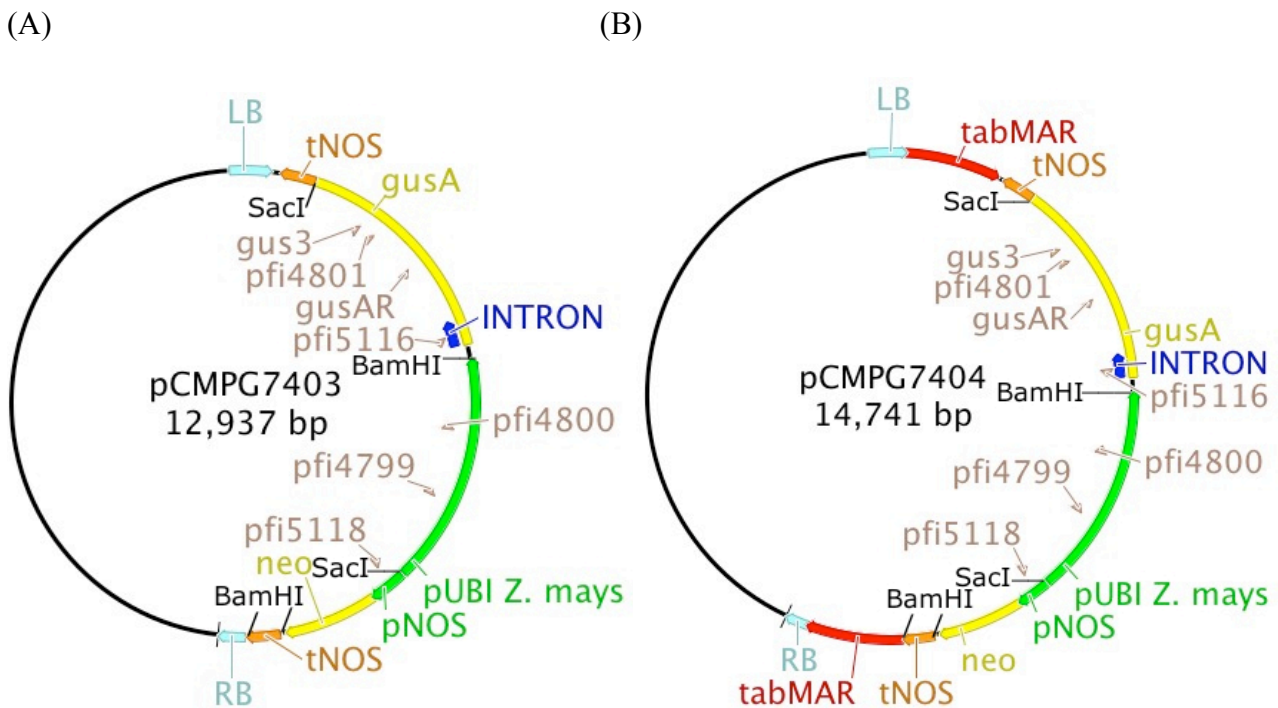 (A)
LB
tNOS
gusA
SacI
gus3
pfi4801
gusAR
pfi5116
INTRON
BamHI
pCMPG7403
12,937 bp
pfi4800
pfi4799
pfi5118
neo
SacI
BamHI
pUBI Z. mays
pNOS
tNOS
RB
(B)
LB
tabMAR
tNOS
SacI
gus3
pfi4801
gusAR
gusA
INTRON
pfi5116
BamHI
pCMPG7404
14,741 bp
pfi4800
pfi4799
pfi5118
SacI
BamHI
pUBI Z. mays
pNOS
neo
RB
tabMAR
tNOS